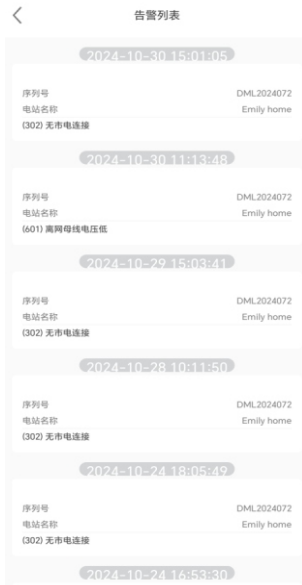 告警列表
2024-10-30 15:01:05
序列号 DML2024072
电站名称 Emily home
(302) 无市电连接
2024-10-30 11:13:48
序列号 DML2024072
电站名称 Emily home
(601) 离网母线电压低
2024-10-29 15:03:41
序列号 DML2024072
电站名称 Emily home
(302) 无市电连接
2024-10-28 10:11:50
序列号 DML2024072
电站名称 Emily home
(302) 无市电连接
2024-10-24 18:05:49
序列号 DML2024072
电站名称 Emily home
(302) 无市电连接
2024-10-24 16:53:30